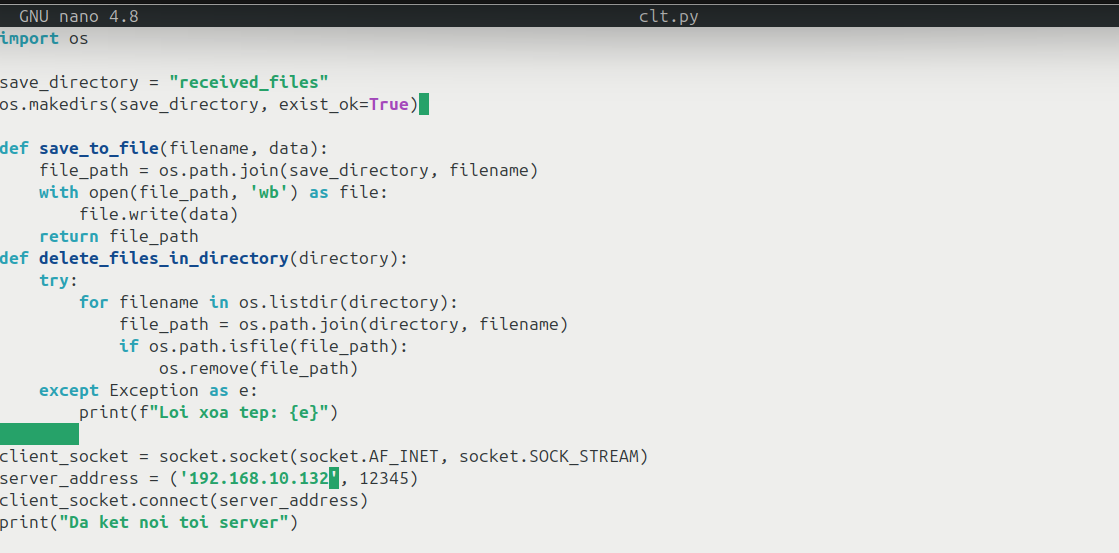 GNU nano 4.8 clt.py
import os
save_directory = "received_files"
os.makedirs(save_directory, exist_ok=True)
def save_to_file(filename, data):
    file_path = os.path.join(save_directory, filename)
    with open(file_path, 'wb') as file:
        file.write(data)
    return file_path
def delete_files_in_directory(directory):
    try:
        for filename in os.listdir(directory):
            file_path = os.path.join(directory, filename)
            if os.path.isfile(file_path):
                os.remove(file_path)
    except Exception as e:
        print(f"Loi xoa tep: {e}")
client_socket = socket.socket(socket.AF_INET, socket.SOCK_STREAM)
server_address = ('192.168.10.132', 12345)
client_socket.connect(server_address)
print("Da ket noi toi server")